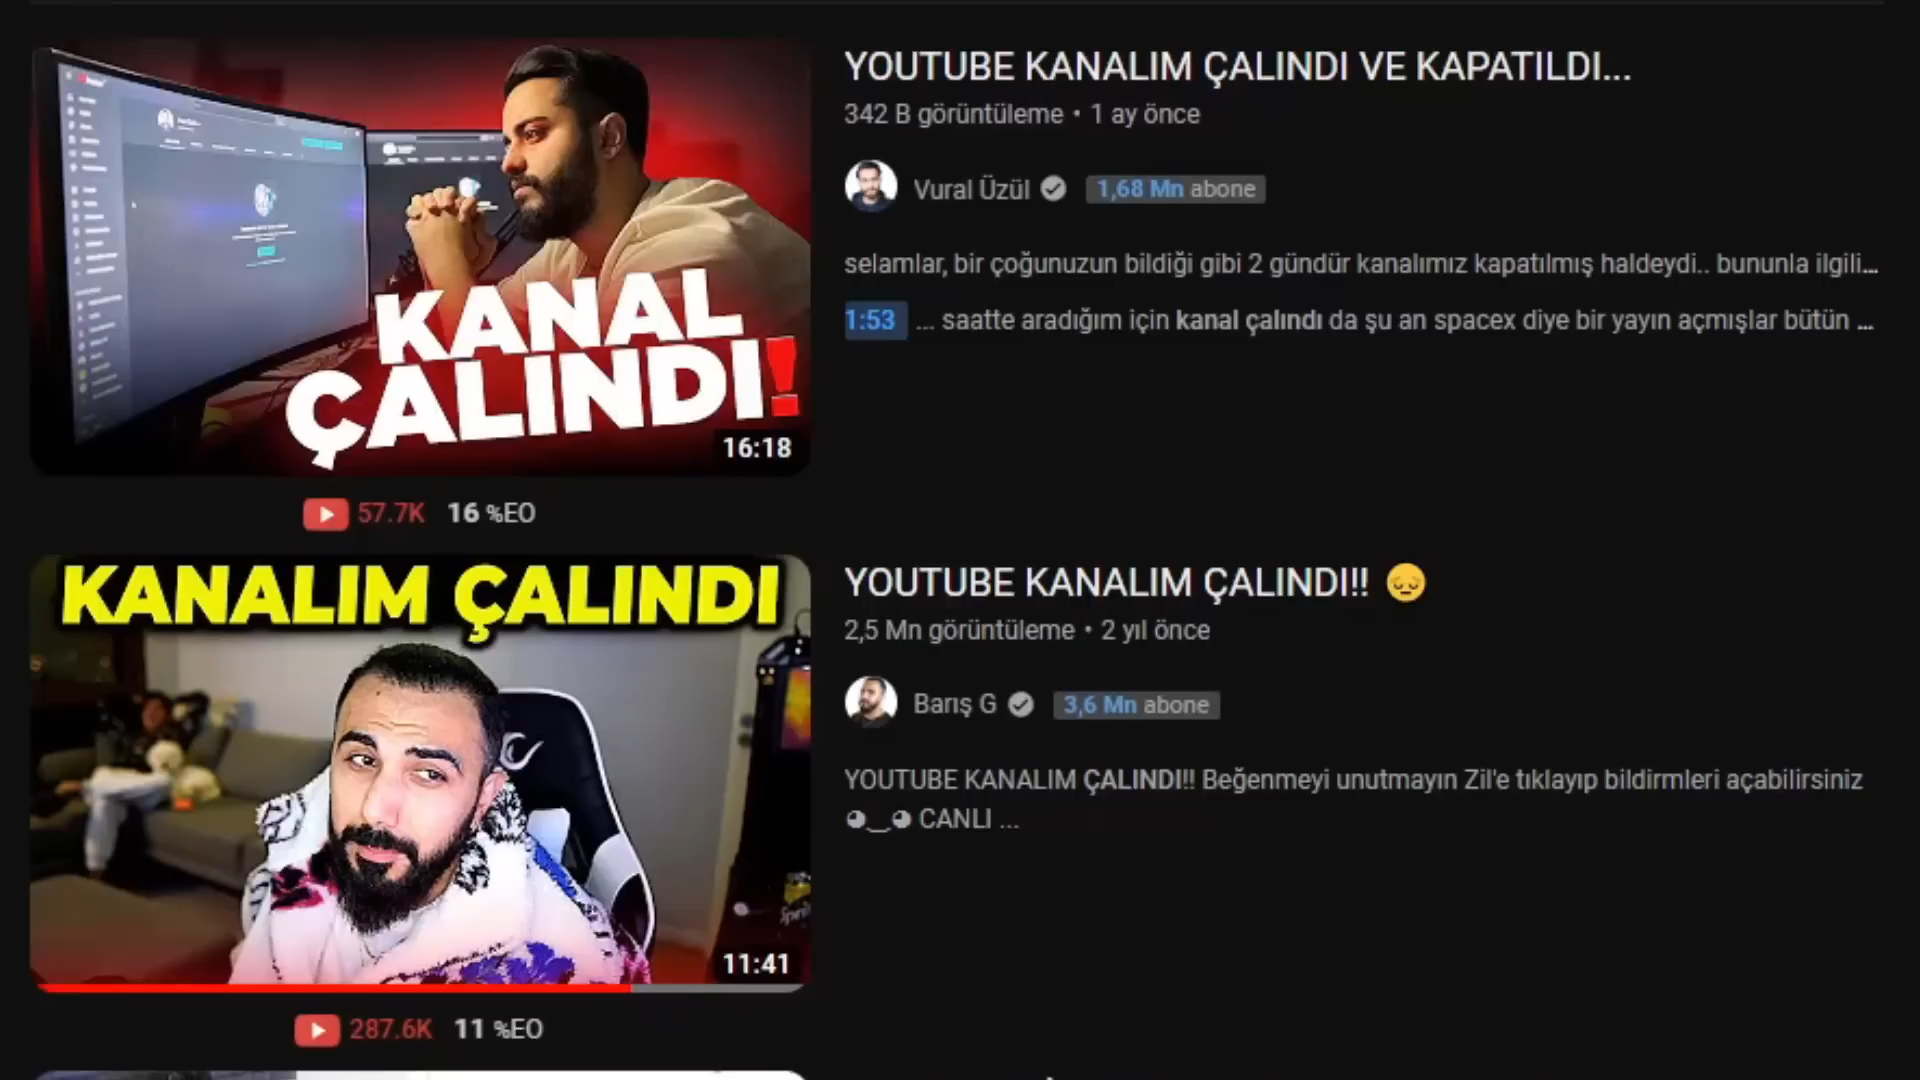 YOUTUBE KANALIM ÇALINDI VE KAPATILDI...
342 B görüntüleme • 1 ay önce
Vural Üzül
1,68 Mn abone
selamlar, bir çoğunuzun bildiği gibi 2 gündür kanalımız kapatılmış haldeydi.. bununla ilgili...
1:53 ... saatte aradığım için kanal çalındı da şu an spacex diye bir yayın açmışlar bütün ...
KANAL
ÇALINDI!
16:18
57.7K 16 %EO
KANALIM ÇALINDI
11:41
YOUTUBE KANALIM ÇALINDI!! 😔
2,5 Mn görüntüleme • 2 yıl önce
Barış G
3,6 Mn abone
YOUTUBE KANALIM ÇALINDI!! Beğenmeyi unutmayın Zil'e tıklayıp bildirmleri açabilirsiniz
◕‿◕ CANLI ...
287.6K 11 %EO